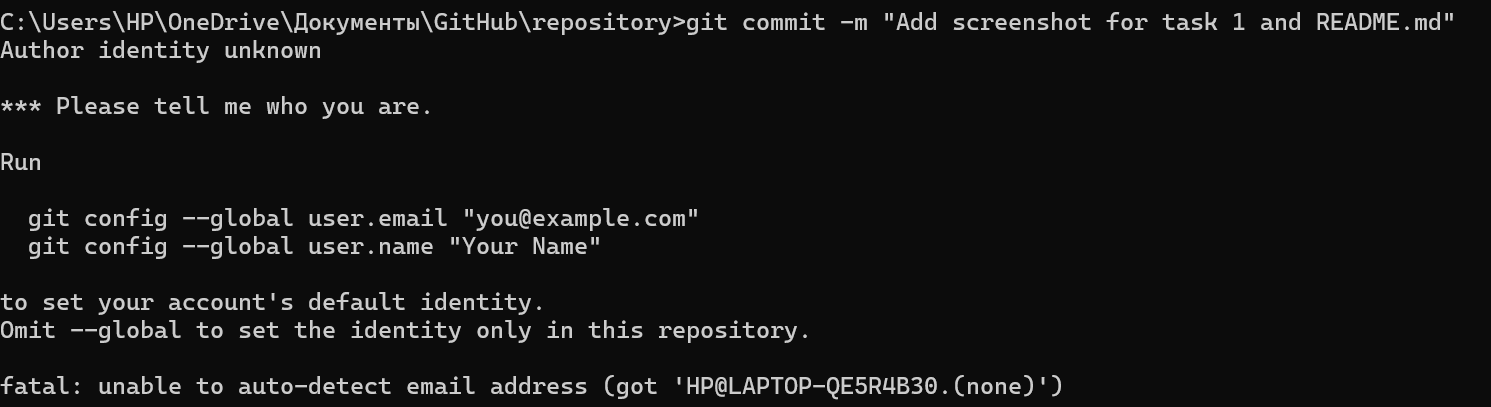 C:\Users\HP\OneDrive\Документы\GitHub\repository>git commit -m "Add screenshot for task 1 and README.md"
Author identity unknown
*** Please tell me who you are.
Run
git config --global user.email "you@example.com"
git config --global user.name "Your Name"
to set your account's default identity.
Omit --global to set the identity only in this repository.
fatal: unable to auto-detect email address (got 'HP@LAPTOP-QE5R4B30.(none)')